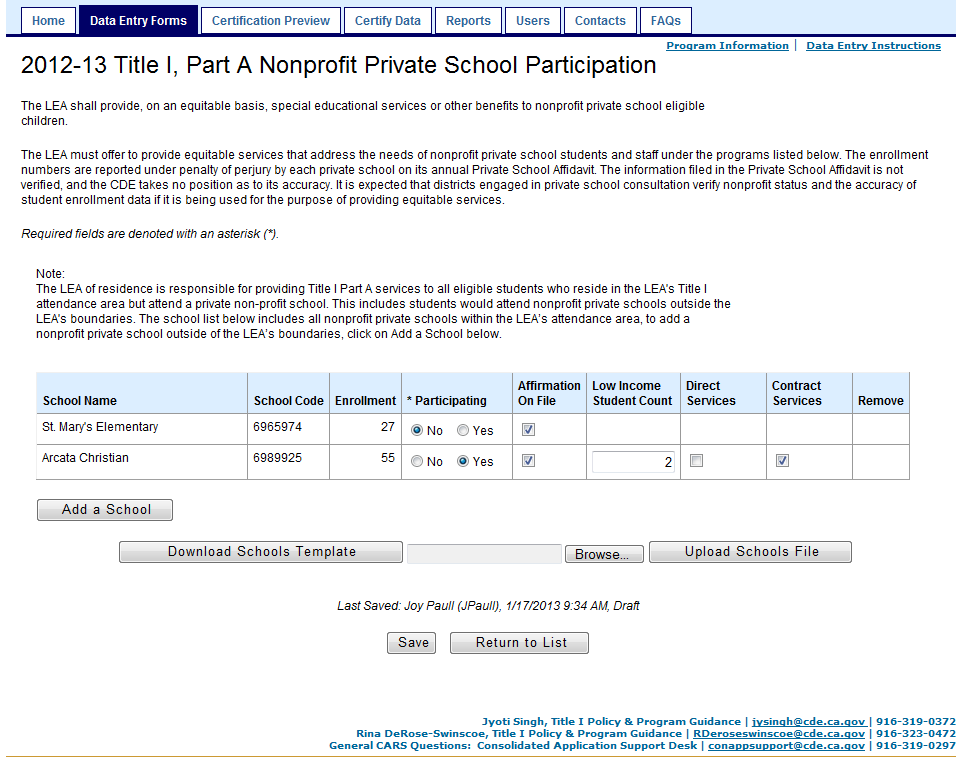 Home Data Entry Forms Certification Preview Certify Data Reports Users Contacts FAQs
Program Information | Data Entry Instructions
2012-13 Title I, Part A Nonprofit Private School Participation
The LEA shall provide, on an equitable basis, special educational services or other benefits to nonprofit private school eligible
children.
The LEA must offer to provide equitable services that address the needs of nonprofit private school students and staff under the programs listed below. The enrollment
numbers are reported under penalty of perjury by each private school on its annual Private School Affidavit. The information filed in the Private School Affidavit is not
verified, and the CDE takes no position as to its accuracy. It is expected that districts engaged in private school consultation verify nonprofit status and the accuracy of
student enrollment data if it is being used for the purpose of providing equitable services.
Required fields are denoted with an asterisk (*).
Note:
The LEA of residence is responsible for providing Title I Part A services to all eligible students who reside in the LEA's Title I
attendance area but attend a private non-profit school. This includes students would attend nonprofit private schools outside the
LEA's boundaries. The school list below includes all nonprofit private schools within the LEA's attendance area, to add a
nonprofit private school outside of the LEA's boundaries, click on Add a School below.
School Name School Code Enrollment * Participating Affirmation On File Low Income Student Count Direct Services Contract Services Remove
St. Mary's Elementary 6965974 27 No Yes
Arcata Christian 6989925 55 No Yes 2
Add a School
Download Schools Template Browse... Upload Schools File
Last Saved: Joy Paull (JPaull), 1/17/2013 9:34 AM, Draft
Save Return to List
Jyoti Singh, Title I Policy & Program Guidance | jysingh@cde.ca.gov | 916-319-0372
Rina DeRose-Swinscoe, Title I Policy & Program Guidance | RDeroseswinscoe@cde.ca.gov | 916-323-0472
General CARS Questions: Consolidated Application Support Desk | conappsupport@cde.ca.gov | 916-319-0297